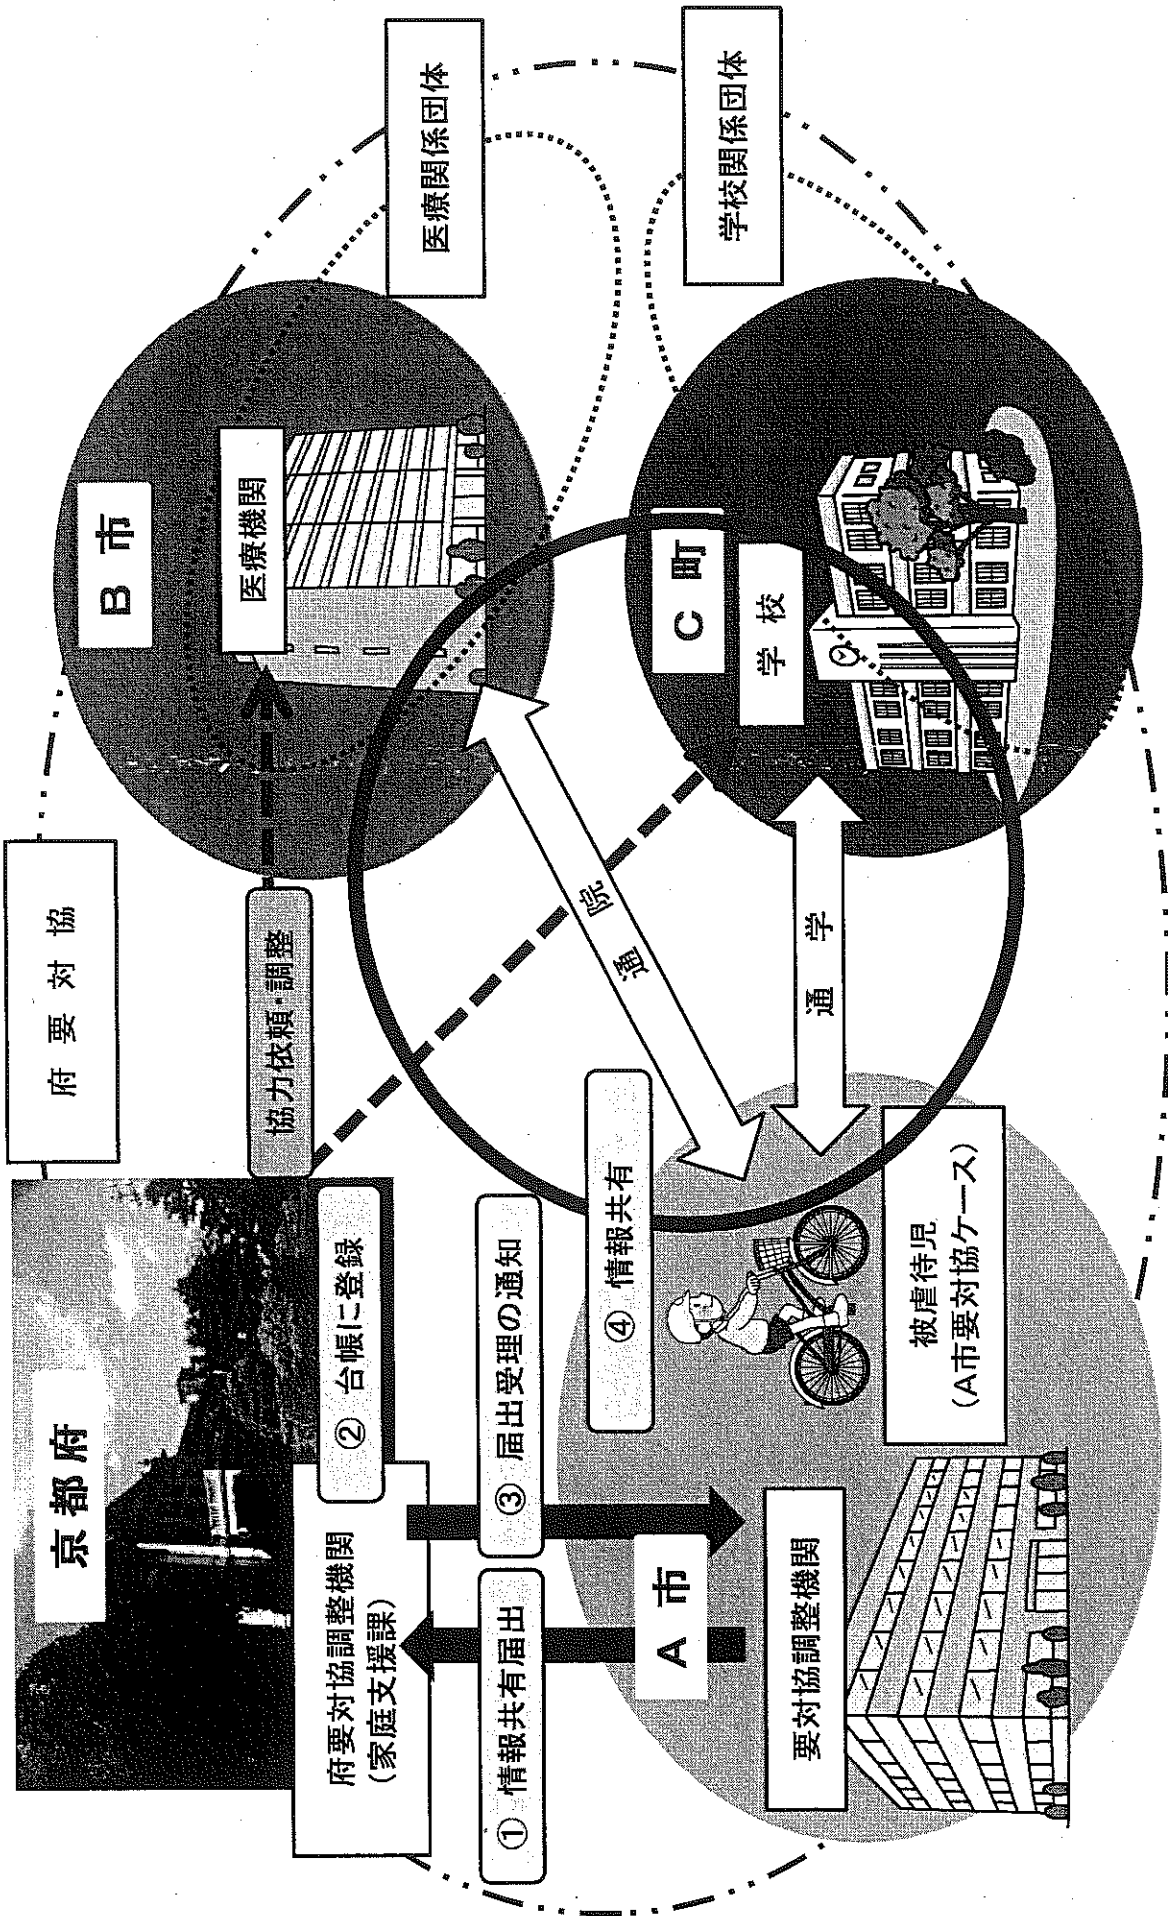 府要対協
京都府
府要対協調整機関
(家庭支援課)
② 台帳に登録
協力依頼・調整
① 情報共有届出
③ 届出受理の通知
④ 情報共有
A市
要対協調整機関
被虐待児
(A市要対協ケース)
通院
通学
B市
医療機関
C町
学校
医療関係団体
学校関係団体